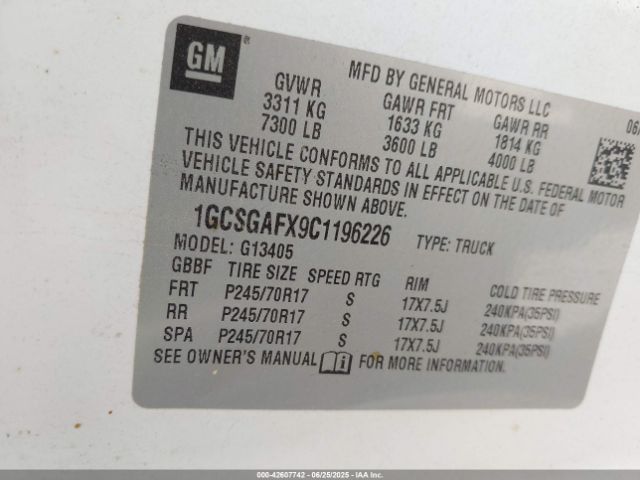 GM
®
MFD BY GENERAL MOTORS LLC
06/
GVWR GAWR FRT GAWR RR
3311 KG 1633 KG 1814 KG
7300 LB 3600 LB 4000 LB
THIS VEHICLE CONFORMS TO ALL APPLICABLE U.S. FEDERAL MOTOR
VEHICLE SAFETY STANDARDS IN EFFECT ON THE DATE OF
MANUFACTURE SHOWN ABOVE.
1GCSGAFX9C1196226 TYPE: TRUCK
MODEL: G13405
GBBF TIRE SIZE SPEED RTG RIM COLD TIRE PRESSURE
FRT P245/70R17 S 17X7.5J 240KPA(35PSI)
RR P245/70R17 S 17X7.5J 240KPA(35PSI)
SPA P245/70R17 S 17X7.5J 240KPA(35PSI)
SEE OWNER'S MANUAL i FOR MORE INFORMATION.
000-42607742 - 06/25/2025 - IAAI, Inc.